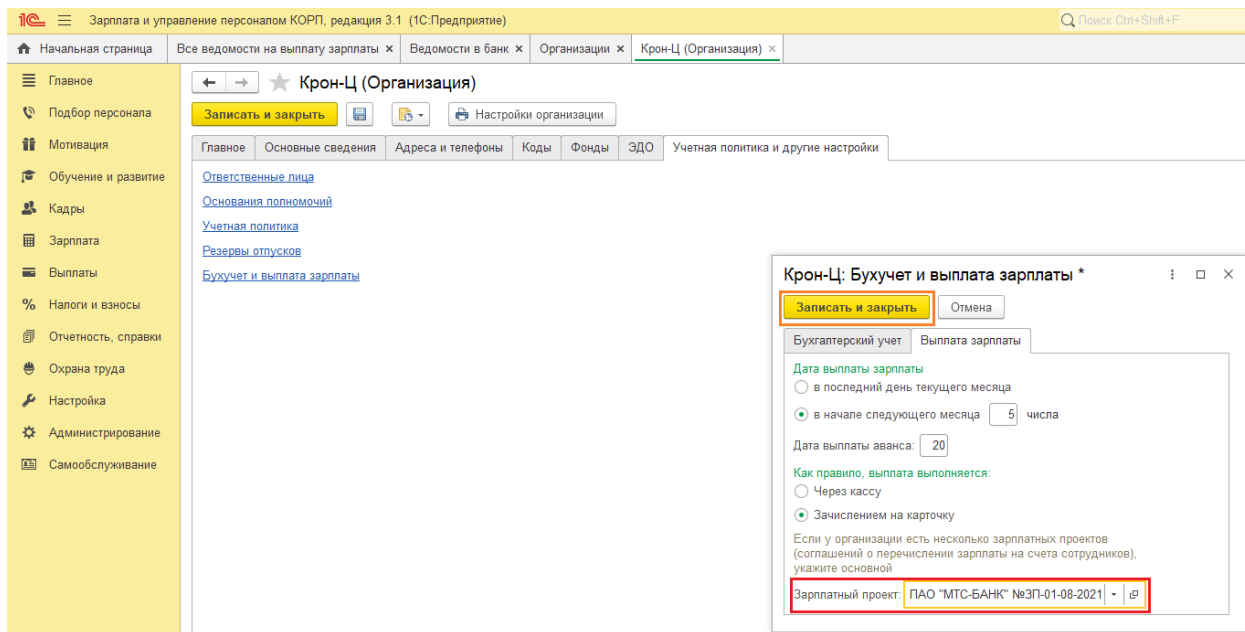 1С Зарплата и управление персоналом КОРП, редакция 3.1 (1С:Предприятие) Поиск Ctrl+Shift+F
Начальная страница Все ведомости на выплату зарплаты × Ведомости в банк × Организации × Крон-Ц (Организация) ×
Главное
Подбор персонала
Мотивация
Обучение и развитие
Кадры
Зарплата
Выплаты
Налоги и взносы
Отчетность, справки
Охрана труда
Настройка
Администрирование
Самообслуживание
Крон-Ц (Организация)
Записать и закрыть Настройки организации
Главное Основные сведения Адреса и телефоны Коды Фонды ЭДО Учетная политика и другие настройки
Ответственные лица
Основания полномочий
Учетная политика
Резервы отпусков
Бухучет и выплата зарплаты
Крон-Ц: Бухучет и выплата зарплаты *
Записать и закрыть Отмена
Бухгалтерский учет Выплата зарплаты
Дата выплаты зарплаты
в последний день текущего месяца
в начале следующего месяца 5 числа
Дата выплаты аванса: 20
Как правило, выплата выполняется:
Через кассу
Зачислением на карточку
Если у организации есть несколько зарплатных проектов
(соглашений о перечислении зарплаты на счета сотрудников),
укажите основной
Зарплатный проект: ПАО "МТС-БАНК" №ЗП-01-08-2021